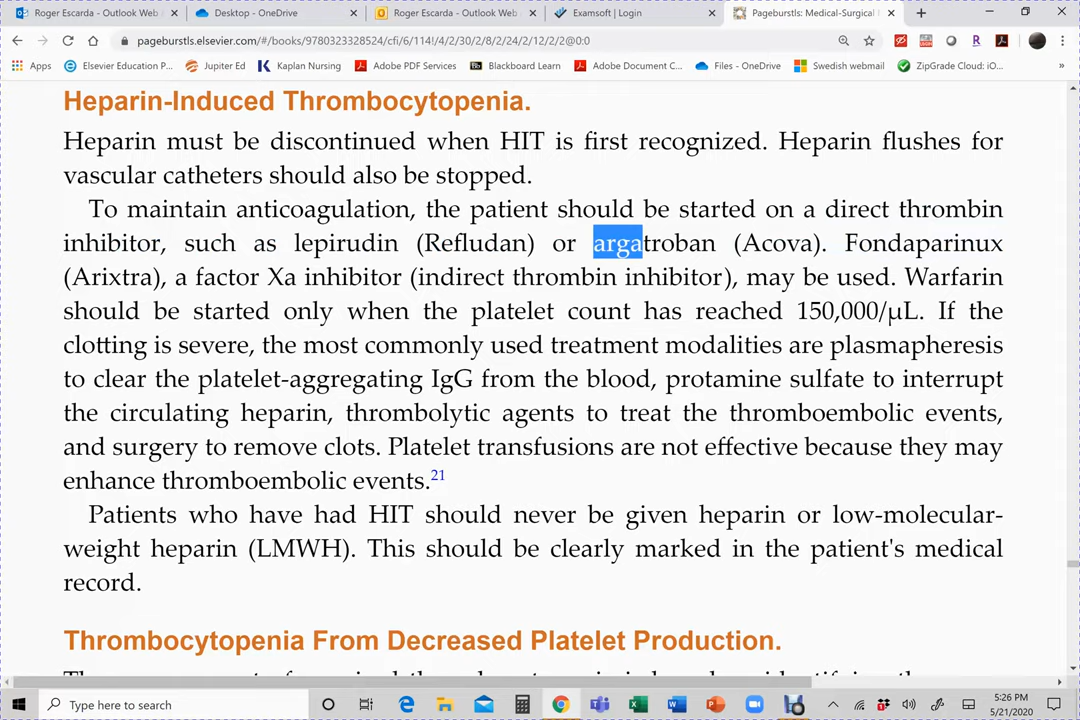 Roger Escarda - Outlook Web
Desktop - OneDrive
Roger Escarda - Outlook Web
Examsoft | Login
Pageburstls: Medical-Surgical
pageburstls.elsevier.com/#/books/9780323328524/cfi/6/114!/4/2/30/2/8/2/24/2/12/2/2@0:0
Apps
Elsevier Education P...
Jupiter Ed
Kaplan Nursing
Adobe PDF Services
Blackboard Learn
Adobe Document C...
Files - OneDrive
Swedish webmail
ZipGrade Cloud: iO...
Heparin-Induced Thrombocytopenia.
Heparin must be discontinued when HIT is first recognized. Heparin flushes for
vascular catheters should also be stopped.
To maintain anticoagulation, the patient should be started on a direct thrombin
inhibitor, such as lepirudin (Refludan) or argatroban (Acova). Fondaparinux
(Arixtra), a factor Xa inhibitor (indirect thrombin inhibitor), may be used. Warfarin
should be started only when the platelet count has reached 150,000/µL. If the
clotting is severe, the most commonly used treatment modalities are plasmapheresis
to clear the platelet-aggregating IgG from the blood, protamine sulfate to interrupt
the circulating heparin, thrombolytic agents to treat the thromboembolic events,
and surgery to remove clots. Platelet transfusions are not effective because they may
enhance thromboembolic events.21
Patients who have had HIT should never be given heparin or low-molecular-
weight heparin (LMWH). This should be clearly marked in the patient's medical
record.
Thrombocytopenia From Decreased Platelet Production.
Type here to search
5:26 PM
5/21/2020